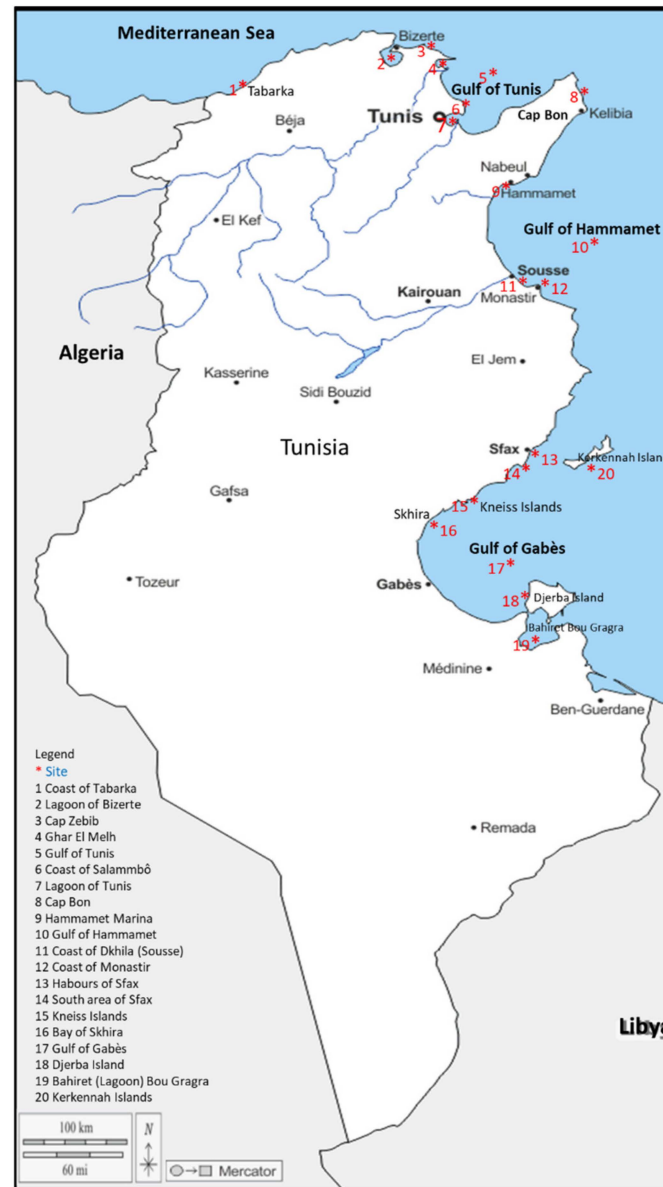 Mediterranean Sea
Bizerte
3*
2 *
4 *
5*
1 * Tabarka
Gulf of Tunis
6 *
8 *
Tunis
7 *
Cap Bon
Kelibia
Béja
Nabeul
9 *
Hammamet
El Kef
Gulf of Hammamet
10 *
Sousse
11 *
* 12
Kairouan
Monastir
Algeria
El Jem
Kasserine
Sidi Bouzid
Tunisia
Sfax
* 13
14 *
Kerkennah Islan
* 20
Gafsa
15 *
Kneiss Islands
Skhira
* 16
Gulf of Gabès
17 *
Tozeur
Gabès
18 *
Djerba Island
Bahiret Bou Gragra
19 *
Médinine
Ben-Guerdane
Remada
Legend
* Site
1 Coast of Tabarka
2 Lagoon of Bizerte
3 Cap Zebib
4 Ghar El Melh
5 Gulf of Tunis
6 Coast of Salammbô
7 Lagoon of Tunis
8 Cap Bon
9 Hammamet Marina
10 Gulf of Hammamet
11 Coast of Dkhila (Sousse)
12 Coast of Monastir
13 Habours of Sfax
14 South area of Sfax
15 Kneiss Islands
16 Bay of Skhira
17 Gulf of Gabès
18 Djerba Island
19 Bahiret (Lagoon) Bou Gragra
20 Kerkennah Islands
100 km
60 mi
N
Mercator